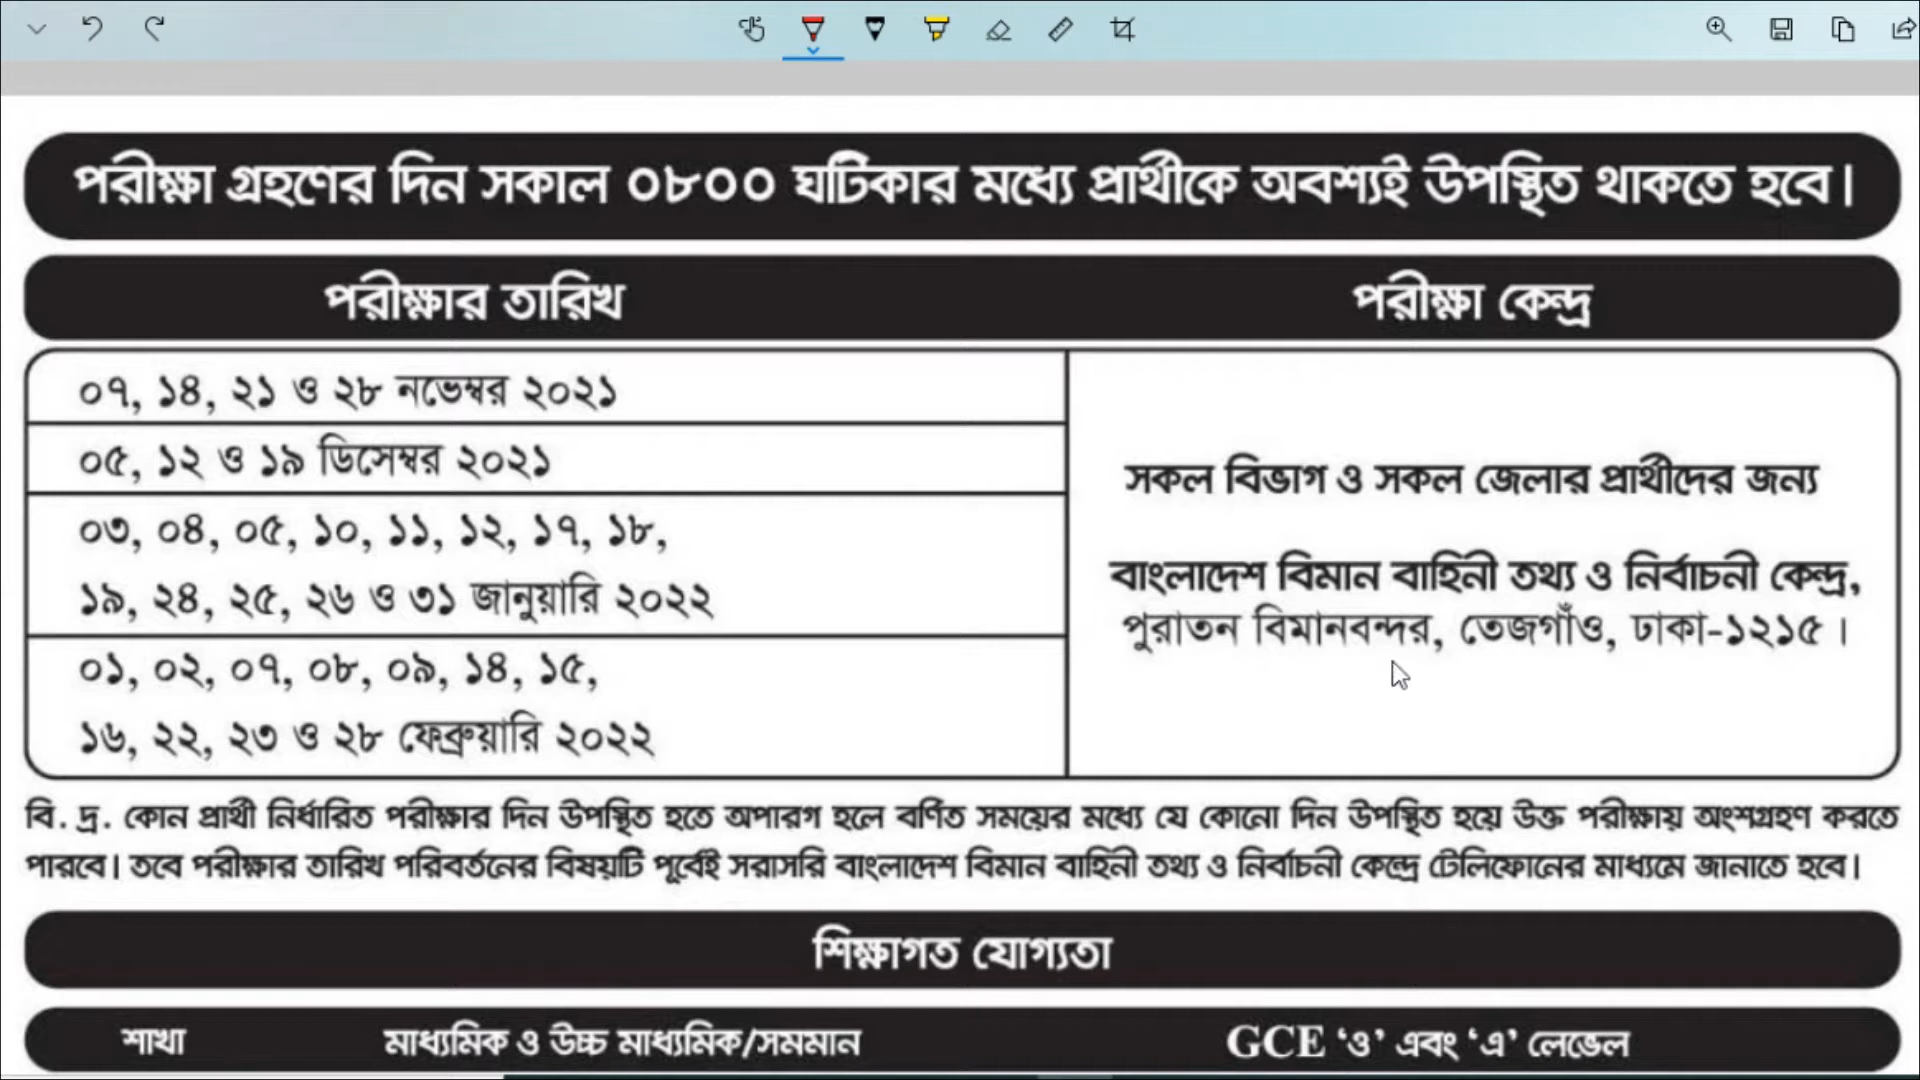 পরীক্ষা গ্রহণের দিন সকাল ০৮০০ ঘটিকার মধ্যে প্রার্থীকে অবশ্যই উপস্থিত থাকতে হবে।
পরীক্ষার তারিখ
পরীক্ষা কেন্দ্র
০৭, ১৪, ২১ ও ২৮ নভেম্বর ২০২১
০৫, ১২ ও ১৯ ডিসেম্বর ২০২১
০৩, ০৪, ০৫, ১০, ১১, ১২, ১৭, ১৮,
১৯, ২৪, ২৫, ২৬ ও ৩১ জানুয়ারি ২০২২
০১, ০২, ০৭, ০৮, ০৯, ১৪, ১৫,
১৬, ২২, ২৩ ও ২৮ ফেব্রুয়ারি ২০২২
সকল বিভাগ ও সকল জেলার প্রার্থীদের জন্য
বাংলাদেশ বিমান বাহিনী তথ্য ও নির্বাচনী কেন্দ্র,
পুরাতন বিমানবন্দর, তেজগাঁও, ঢাকা-১২১৫।
বি. দ্র. কোন প্রার্থী নির্ধারিত পরীক্ষার দিন উপস্থিত হতে অপারগ হলে বর্ণিত সময়ের মধ্যে যে কোনো দিন উপস্থিত হয়ে উক্ত পরীক্ষায় অংশগ্রহণ করতে
পারবে। তবে পরীক্ষার তারিখ পরিবর্তনের বিষয়টি পূর্বেই সরাসরি বাংলাদেশ বিমান বাহিনী তথ্য ও নির্বাচনী কেন্দ্রে টেলিফোনের মাধ্যমে জানাতে হবে।
শিক্ষাগত যোগ্যতা
শাখা
মাধ্যমিক ও উচ্চ মাধ্যমিক/সমমান
GCE ‘ও’ এবং ‘এ’ লেভেল